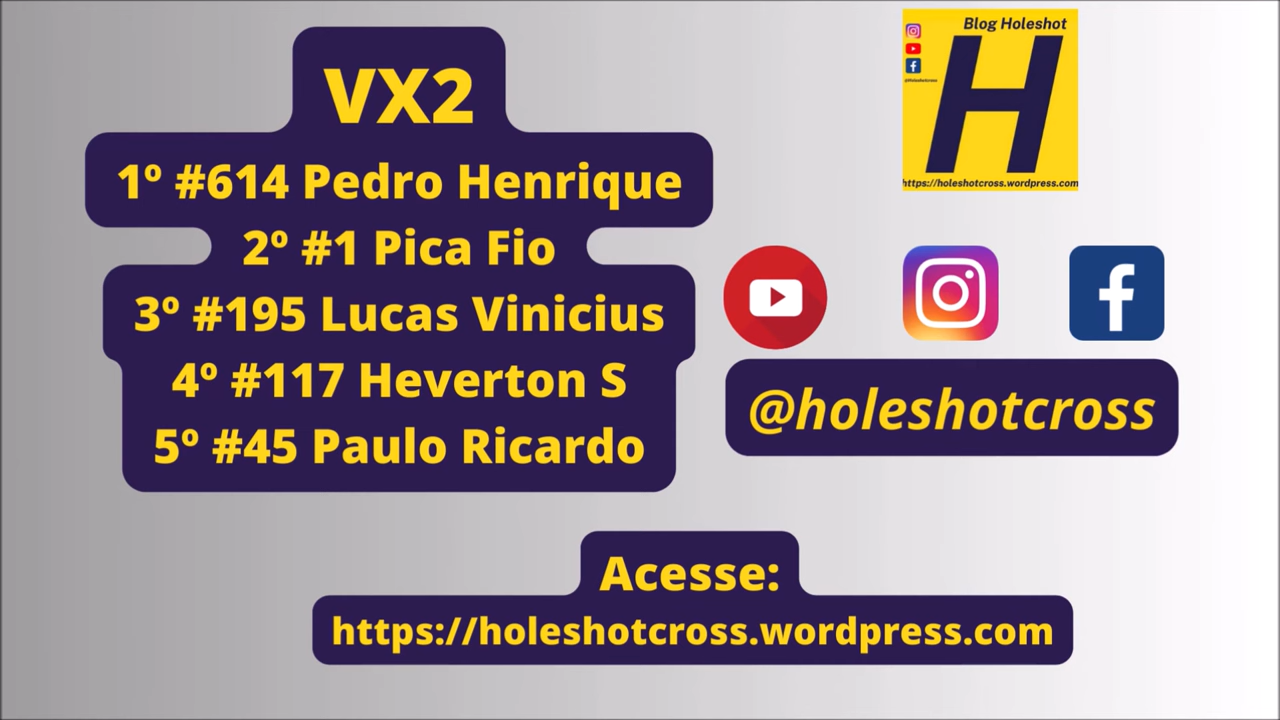 VX2
1º #614 Pedro Henrique
2º #1 Pica Fio
3º #195 Lucas Vinicius
4º #117 Heverton S
5º #45 Paulo Ricardo
Blog Holeshot
@holeshotcross
H
https://holeshotcross.wordpress.com
@holeshotcross
Acesse:
https://holeshotcross.wordpress.com